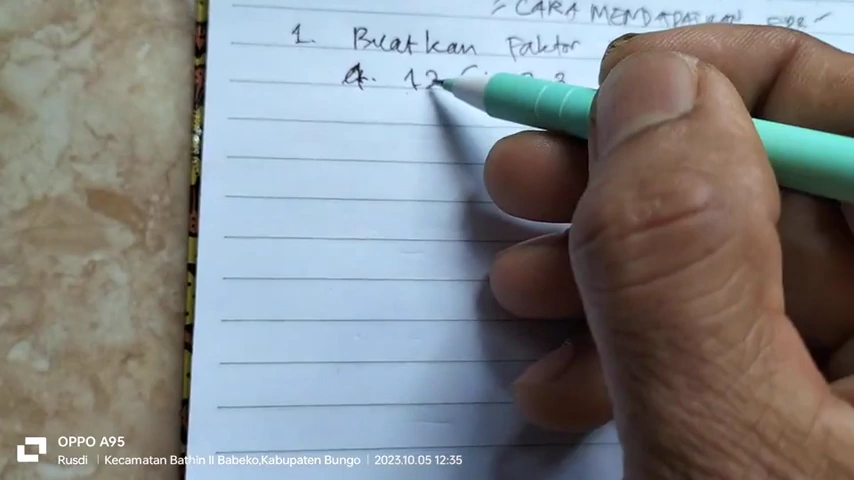 = CARA MENDAPATKAN FPB =
1. Buatkan Faktor
a. 12
OPPO A95
Rusdi | Kecamatan Bathin II Babeko,Kabupaten Bungo | 2023.10.05 12:35